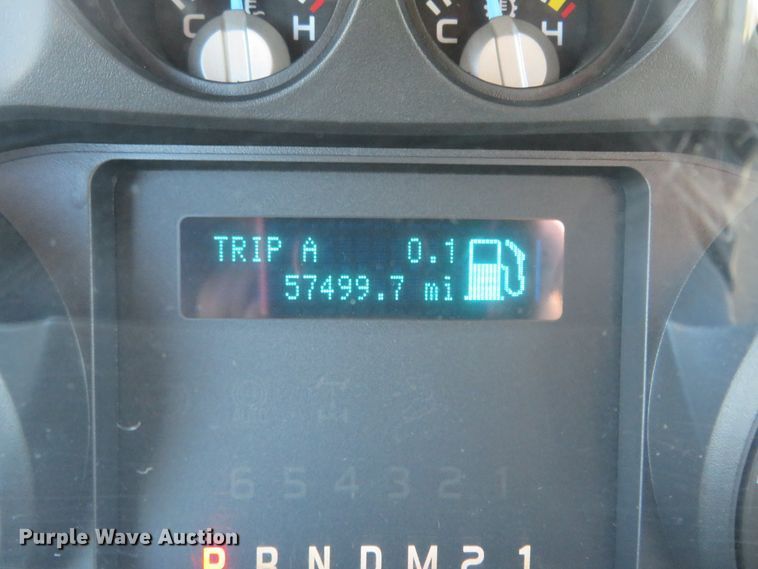 C H C H
TRIP A 0.1
57499.7 mi
6 5 4 3 2 1
P R N D M 2 1
Purple Wave Auction